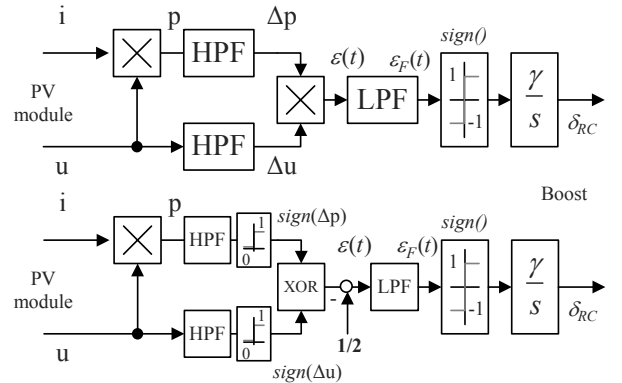 i
p
HPF
Δp
PV
module
×
ε(t)
ε_F(t)
sign()
LPF
1
-1
γ
s
δ_RC
u
HPF
Δu
Boost
i
p
HPF
1
0
sign(Δp)
PV
module
XOR
ε(t)
ε_F(t)
sign()
-
1/2
LPF
1
-1
γ
s
δ_RC
u
HPF
1
0
sign(Δu)